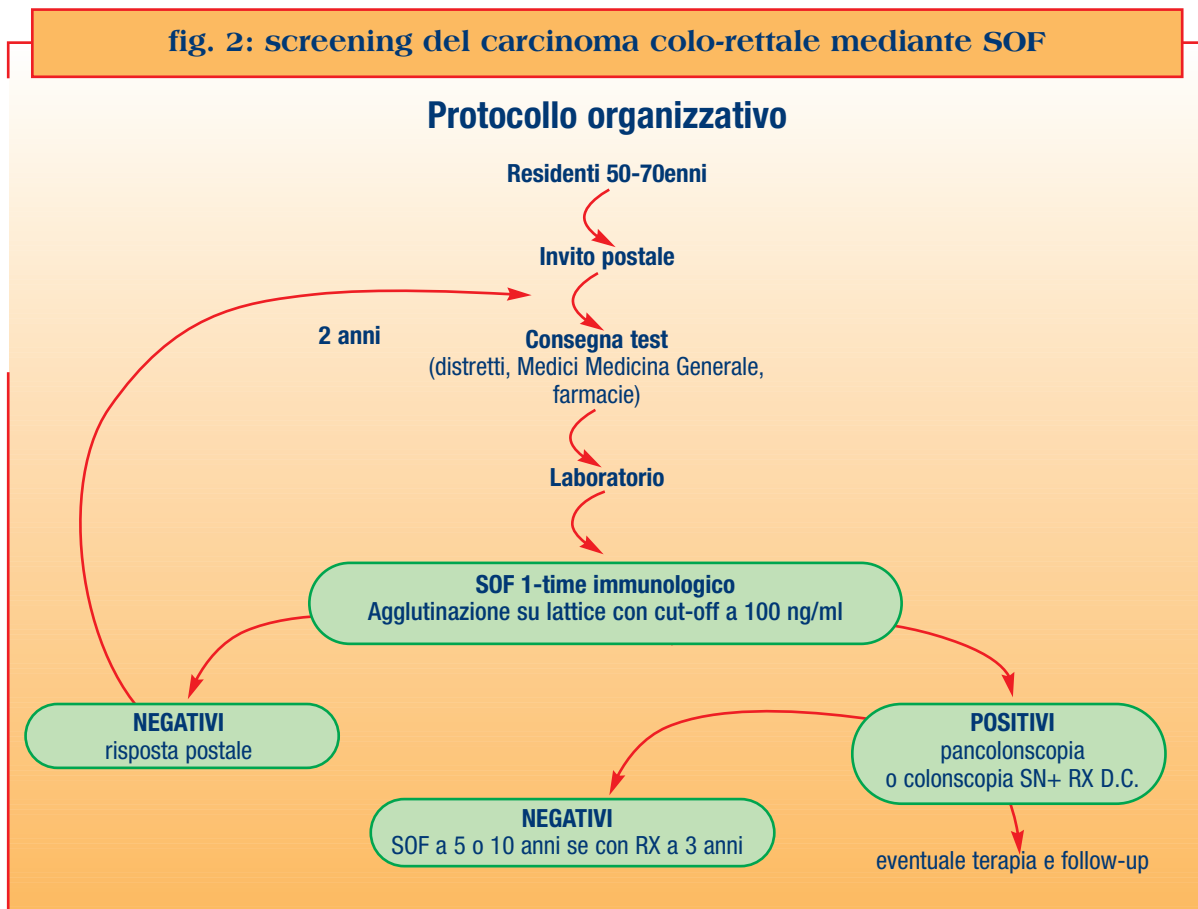 fig. 2: screening del carcinoma colo-rettale mediante SOF
Protocollo organizzativo
Residenti 50-70enni
Invito postale
2 anni
Consegna test
(distretti, Medici Medicina Generale,
farmacie)
Laboratorio
SOF 1-time immunologico
Agglutinazione su lattice con cut-off a 100 ng/ml
NEGATIVI
risposta postale
POSITIVI
pancolonscopia
o colonscopia SN+ RX D.C.
NEGATIVI
SOF a 5 o 10 anni se con RX a 3 anni
eventuale terapia e follow-up